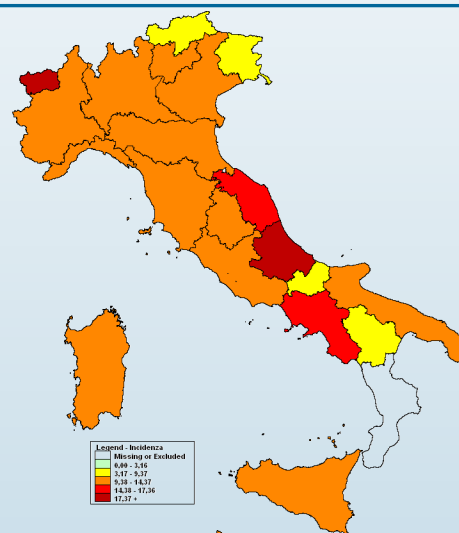 Legend - Incidenza
Missing or Excluded
0,00 - 3,16
3,17 - 9,37
9,38 - 14,37
14,38 - 17,36
17,37 +